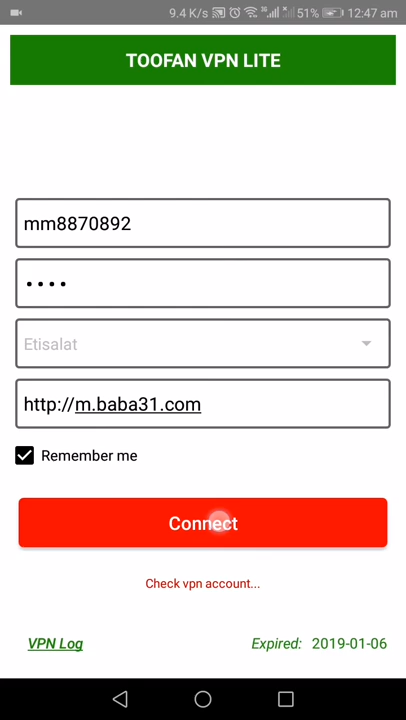 9.4 K/s 3G 51% 12:47 am
TOOFAN VPN LITE
mm8870892
••••
Etisalat
http://m.baba31.com
Remember me
Connect
Check vpn account...
VPN Log Expired: 2019-01-06